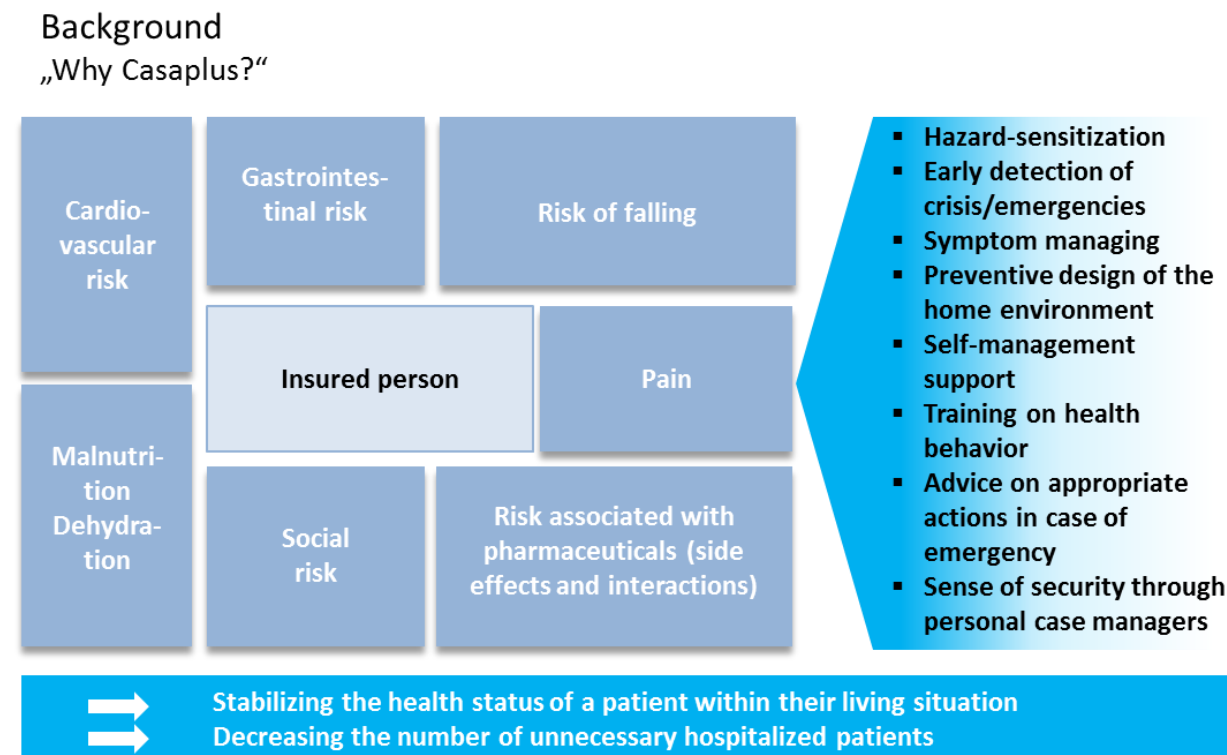 Background
„Why Casaplus?“
Cardio-
vascular
risk
Gastrointes-
tinal risk
Risk of falling
Insured person
Pain
Malnutri-
tion
Dehydra-
tion
Social
risk
Risk associated with
pharmaceuticals (side
effects and interactions)
▪ Hazard-sensitization
▪ Early detection of
crisis/emergencies
▪ Symptom managing
▪ Preventive design of the
home environment
▪ Self-management
support
▪ Training on health
behavior
▪ Advice on appropriate
actions in case of
emergency
▪ Sense of security through
personal case managers
Stabilizing the health status of a patient within their living situation
Decreasing the number of unnecessary hospitalized patients